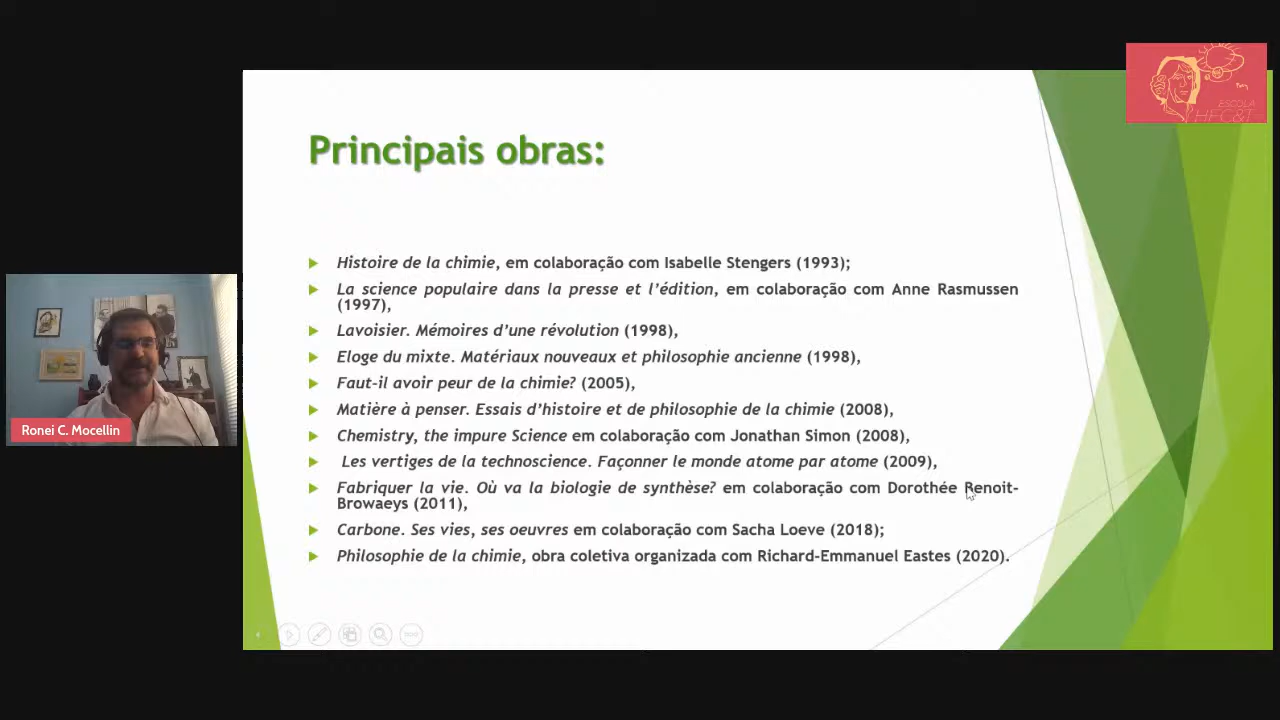 ESCOLA
HFC&T
Principais obras:
Histoire de la chimie, em colaboração com Isabelle Stengers (1993);
La science populaire dans la presse et l'édition, em colaboração com Anne Rasmussen
(1997),
Lavoisier. Mémoires d'une révolution (1998),
Eloge du mixte. Matériaux nouveaux et philosophie ancienne (1998),
Faut-il avoir peur de la chimie? (2005),
Matière à penser. Essais d'histoire et de philosophie de la chimie (2008),
Chemistry, the impure Science em colaboração com Jonathan Simon (2008),
Les vertiges de la technoscience. Façonner le monde atome par atome (2009),
Fabriquer la vie. Où va la biologie de synthèse? em colaboração com Dorothée Benoit-
Browaeys (2011),
Carbone. Ses vies, ses oeuvres em colaboração com Sacha Loeve (2018);
Philosophie de la chimie, obra coletiva organizada com Richard-Emmanuel Eastes (2020).
Ronei C. Mocellin